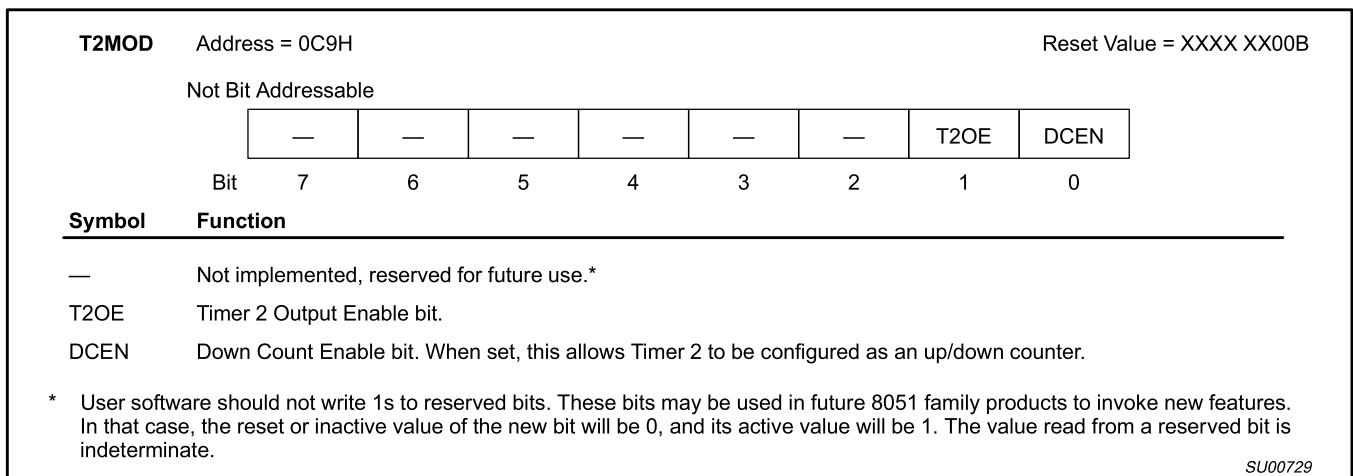 T2MOD Address = 0C9H Reset Value = XXXX XX00B
Not Bit Addressable
— — — — — — T2OE DCEN
Bit 7 6 5 4 3 2 1 0
Symbol Function
— Not implemented, reserved for future use.*
T2OE Timer 2 Output Enable bit.
DCEN Down Count Enable bit. When set, this allows Timer 2 to be configured as an up/down counter.
* User software should not write 1s to reserved bits. These bits may be used in future 8051 family products to invoke new features.
In that case, the reset or inactive value of the new bit will be 0, and its active value will be 1. The value read from a reserved bit is
indeterminate.
SU00729